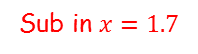 Sub in x = 1.7